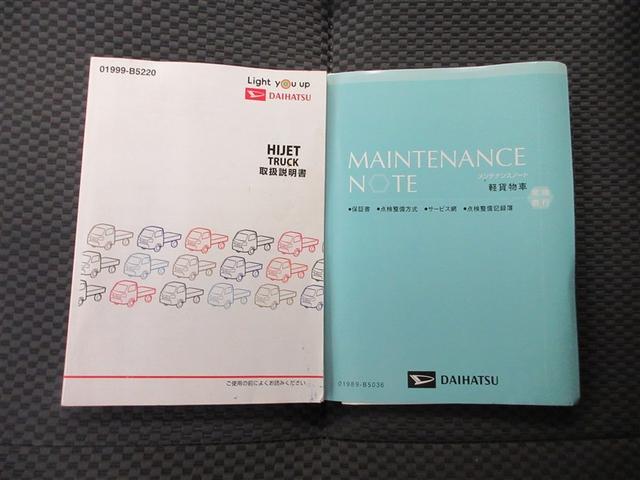 01999-B5220
Light you up
DAIHATSU
HIJET
TRUCK
取扱説明書
ご使用の前によくお読みください
MAINTENANCE
NOTE
メンテナンスノート
軽貨物車
●保証書 ●点検整備方式 ●サービス網 ●点検整備記録簿
01989-B5036
DAIHATSU